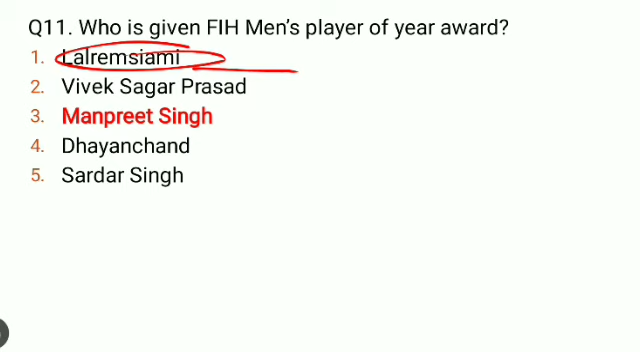 Q11. Who is given FIH Men's player of year award?
1. Lalremsiami
2. Vivek Sagar Prasad
3. Manpreet Singh
4. Dhayanchand
5. Sardar Singh